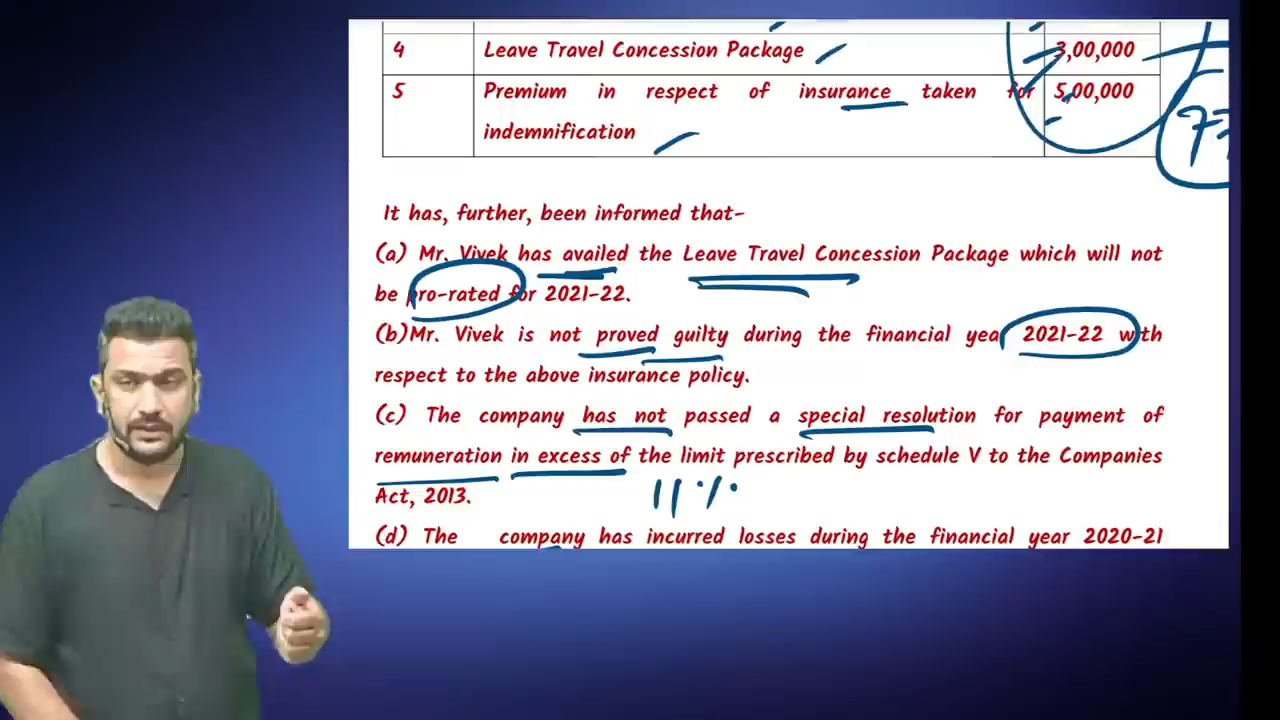 4 Leave Travel Concession Package 3,00,000
5 Premium in respect of insurance taken for 5,00,000
indemnification
77
It has, further, been informed that-
(a) Mr. Vivek has availed the Leave Travel Concession Package which will not
be pro-rated for 2021-22.
(b)Mr. Vivek is not proved guilty during the financial year 2021-22 with
respect to the above insurance policy.
(c) The company has not passed a special resolution for payment of
remuneration in excess of the limit prescribed by schedule V to the Companies
Act, 2013.
11%
(d) The company has incurred losses during the financial year 2020-21